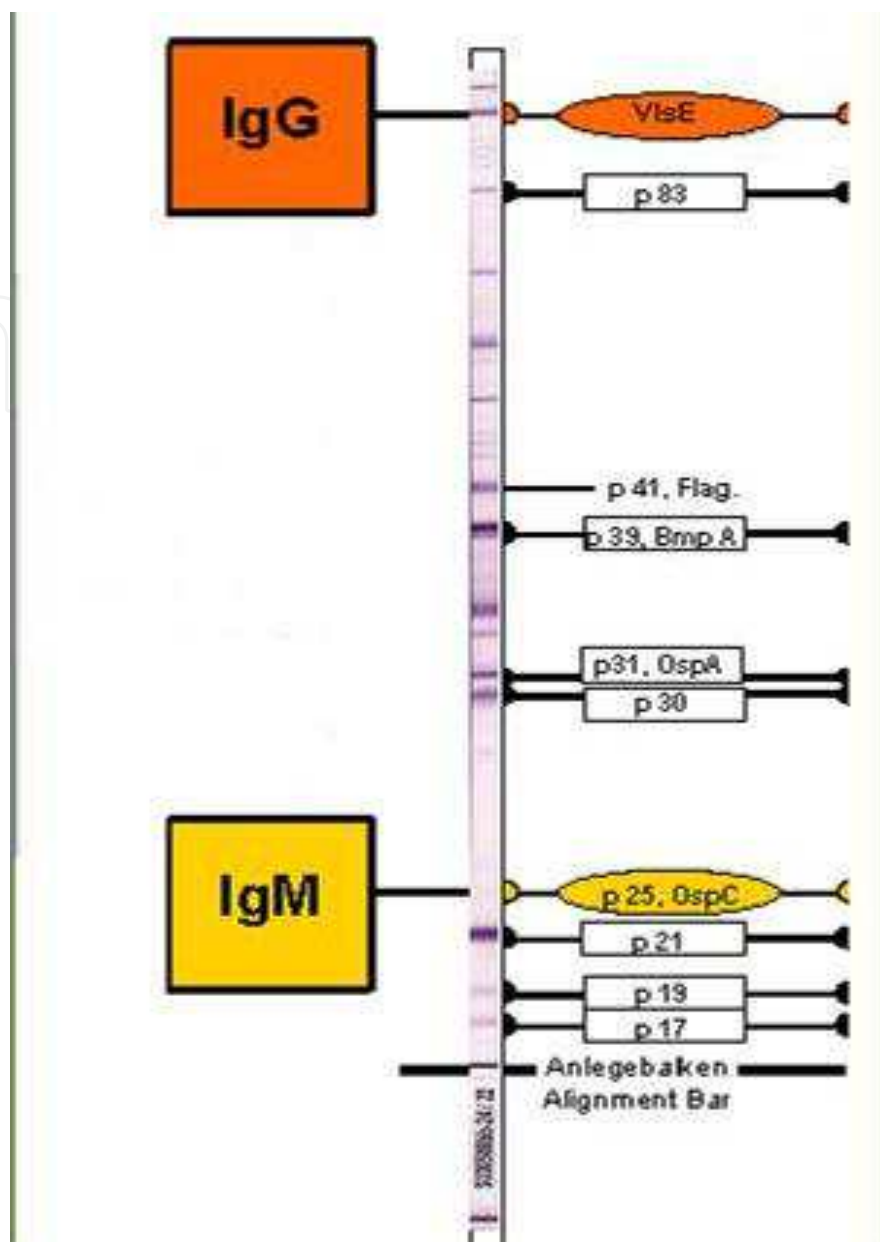 IgG
VlsE
p 83
p 41, Flag.
p 39, Bmp A
p31, OspA
p 30
IgM
p 25, OspC
p 21
p 19
p 17
Anlegebalken
Alignment Bar